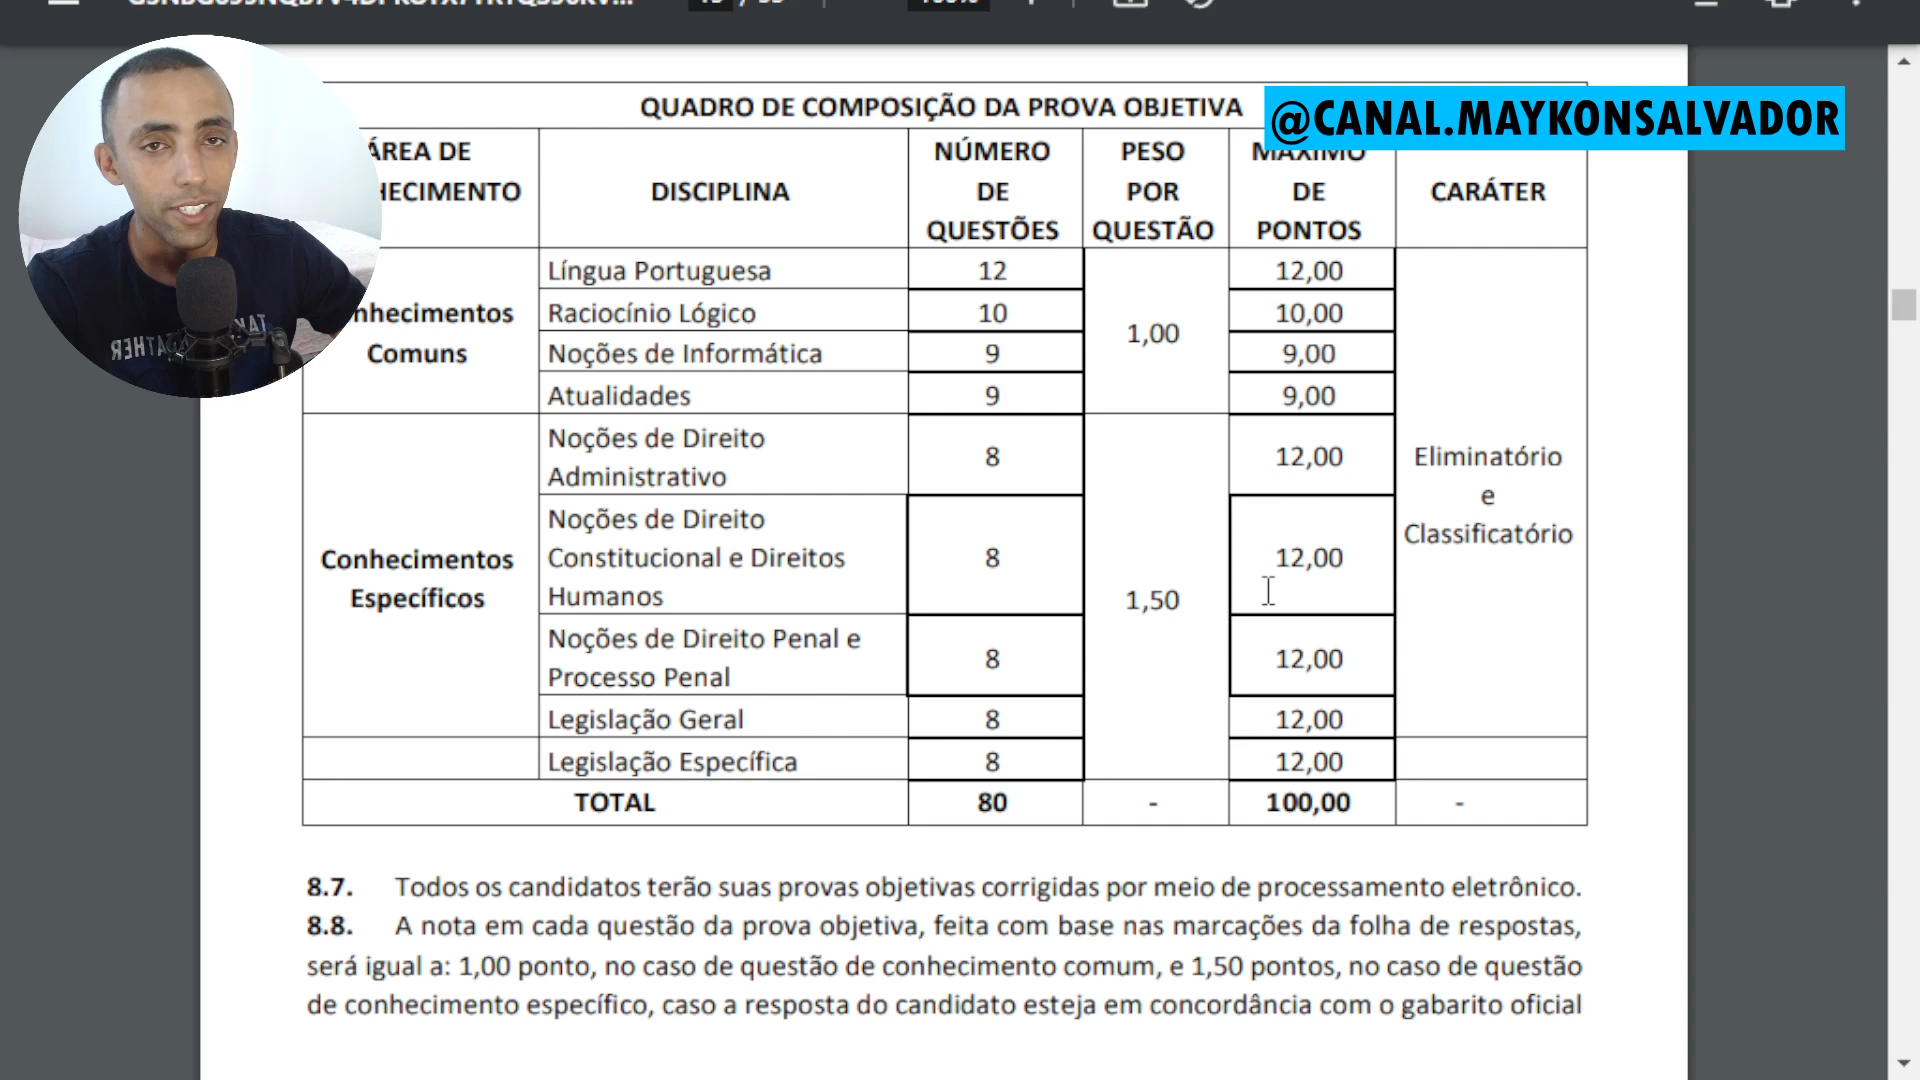 QUADRO DE COMPOSIÇÃO DA PROVA OBJETIVA
@CANAL.MAYKONSALVADOR
ÁREA DE
HECIMENTO
DISCIPLINA
NÚMERO
DE
QUESTÕES
PESO
POR
QUESTÃO
MÁXIMO
DE
PONTOS
CARÁTER
nhecimentos
Comuns
Língua Portuguesa
12
1,00
12,00
Eliminatório
e
Classificatório
Raciocínio Lógico
10
10,00
Noções de Informática
9
9,00
Atualidades
9
9,00
Conhecimentos
Específicos
Noções de Direito
Administrativo
8
1,50
12,00
Noções de Direito
Constitucional e Direitos
Humanos
8
12,00
Noções de Direito Penal e
Processo Penal
8
12,00
Legislação Geral
8
12,00
Legislação Específica
8
12,00
TOTAL
80
-
100,00
-
8.7. Todos os candidatos terão suas provas objetivas corrigidas por meio de processamento eletrônico.
8.8. A nota em cada questão da prova objetiva, feita com base nas marcações da folha de respostas,
será igual a: 1,00 ponto, no caso de questão de conhecimento comum, e 1,50 pontos, no caso de questão
de conhecimento específico, caso a resposta do candidato esteja em concordância com o gabarito oficial